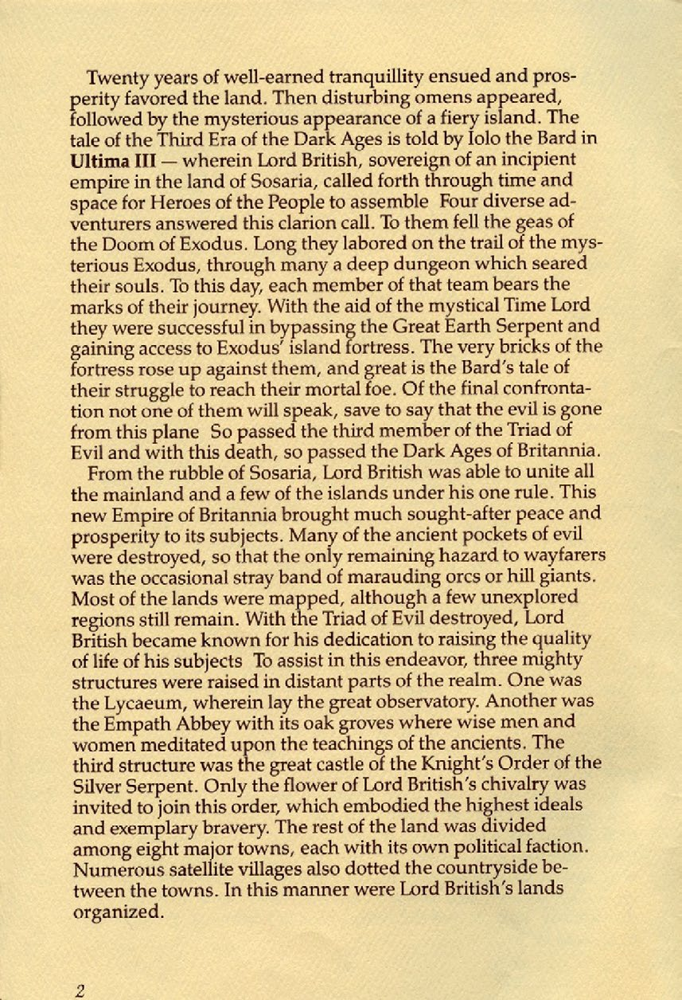 Twenty years of well-earned tranquillity ensued and pros-
perity favored the land. Then disturbing omens appeared,
followed by the mysterious appearance of a fiery island. The
tale of the Third Era of the Dark Ages is told by Iolo the Bard in
Ultima III — wherein Lord British, sovereign of an incipient
empire in the land of Sosaria, called forth through time and
space for Heroes of the People to assemble Four diverse ad-
venturers answered this clarion call. To them fell the geas of
the Doom of Exodus. Long they labored on the trail of the mys-
terious Exodus, through many a deep dungeon which seared
their souls. To this day, each member of that team bears the
marks of their journey. With the aid of the mystical Time Lord
they were successful in bypassing the Great Earth Serpent and
gaining access to Exodus' island fortress. The very bricks of the
fortress rose up against them, and great is the Bard's tale of
their struggle to reach their mortal foe. Of the final confronta-
tion not one of them will speak, save to say that the evil is gone
from this plane So passed the third member of the Triad of
Evil and with this death, so passed the Dark Ages of Britannia.
From the rubble of Sosaria, Lord British was able to unite all
the mainland and a few of the islands under his one rule. This
new Empire of Britannia brought much sought-after peace and
prosperity to its subjects. Many of the ancient pockets of evil
were destroyed, so that the only remaining hazard to wayfarers
was the occasional stray band of marauding orcs or hill giants.
Most of the lands were mapped, although a few unexplored
regions still remain. With the Triad of Evil destroyed, Lord
British became known for his dedication to raising the quality
of life of his subjects To assist in this endeavor, three mighty
structures were raised in distant parts of the realm. One was
the Lycaeum, wherein lay the great observatory. Another was
the Empath Abbey with its oak groves where wise men and
women meditated upon the teachings of the ancients. The
third structure was the great castle of the Knight's Order of the
Silver Serpent. Only the flower of Lord British's chivalry was
invited to join this order, which embodied the highest ideals
and exemplary bravery. The rest of the land was divided
among eight major towns, each with its own political faction.
Numerous satellite villages also dotted the countryside be-
tween the towns. In this manner were Lord British's lands
organized.
2